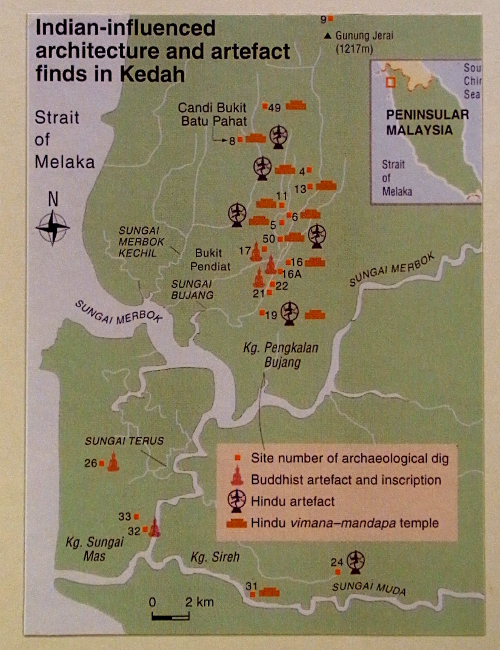 Indian-influenced
architecture and artefact
finds in Kedah
9
Gunung Jerai
(1217m)
Sou
Chi
Sea
PENINSULAR
MALAYSIA
Strait
of
Melaka
Strait
of
Melaka
N
49
Candi Bukit
Batu Pahat
8
4
13
11
6
5
50
17
16
16A
22
21
19
SUNGAI
MERBOK
KECHIL
Bukit
Pendiat
SUNGAI
BUJANG
SUNGAI MERBOK
SUNGAI MERBOK
Kg. Pengkalan
Bujang
SUNGAI TERUS
26
33
32
Kg. Sungai
Mas
Kg. Sireh
31
24
SUNGAI MUDA
0 2 km
Site number of archaeological dig
Buddhist artefact and inscription
Hindu artefact
Hindu vimana–mandapa temple